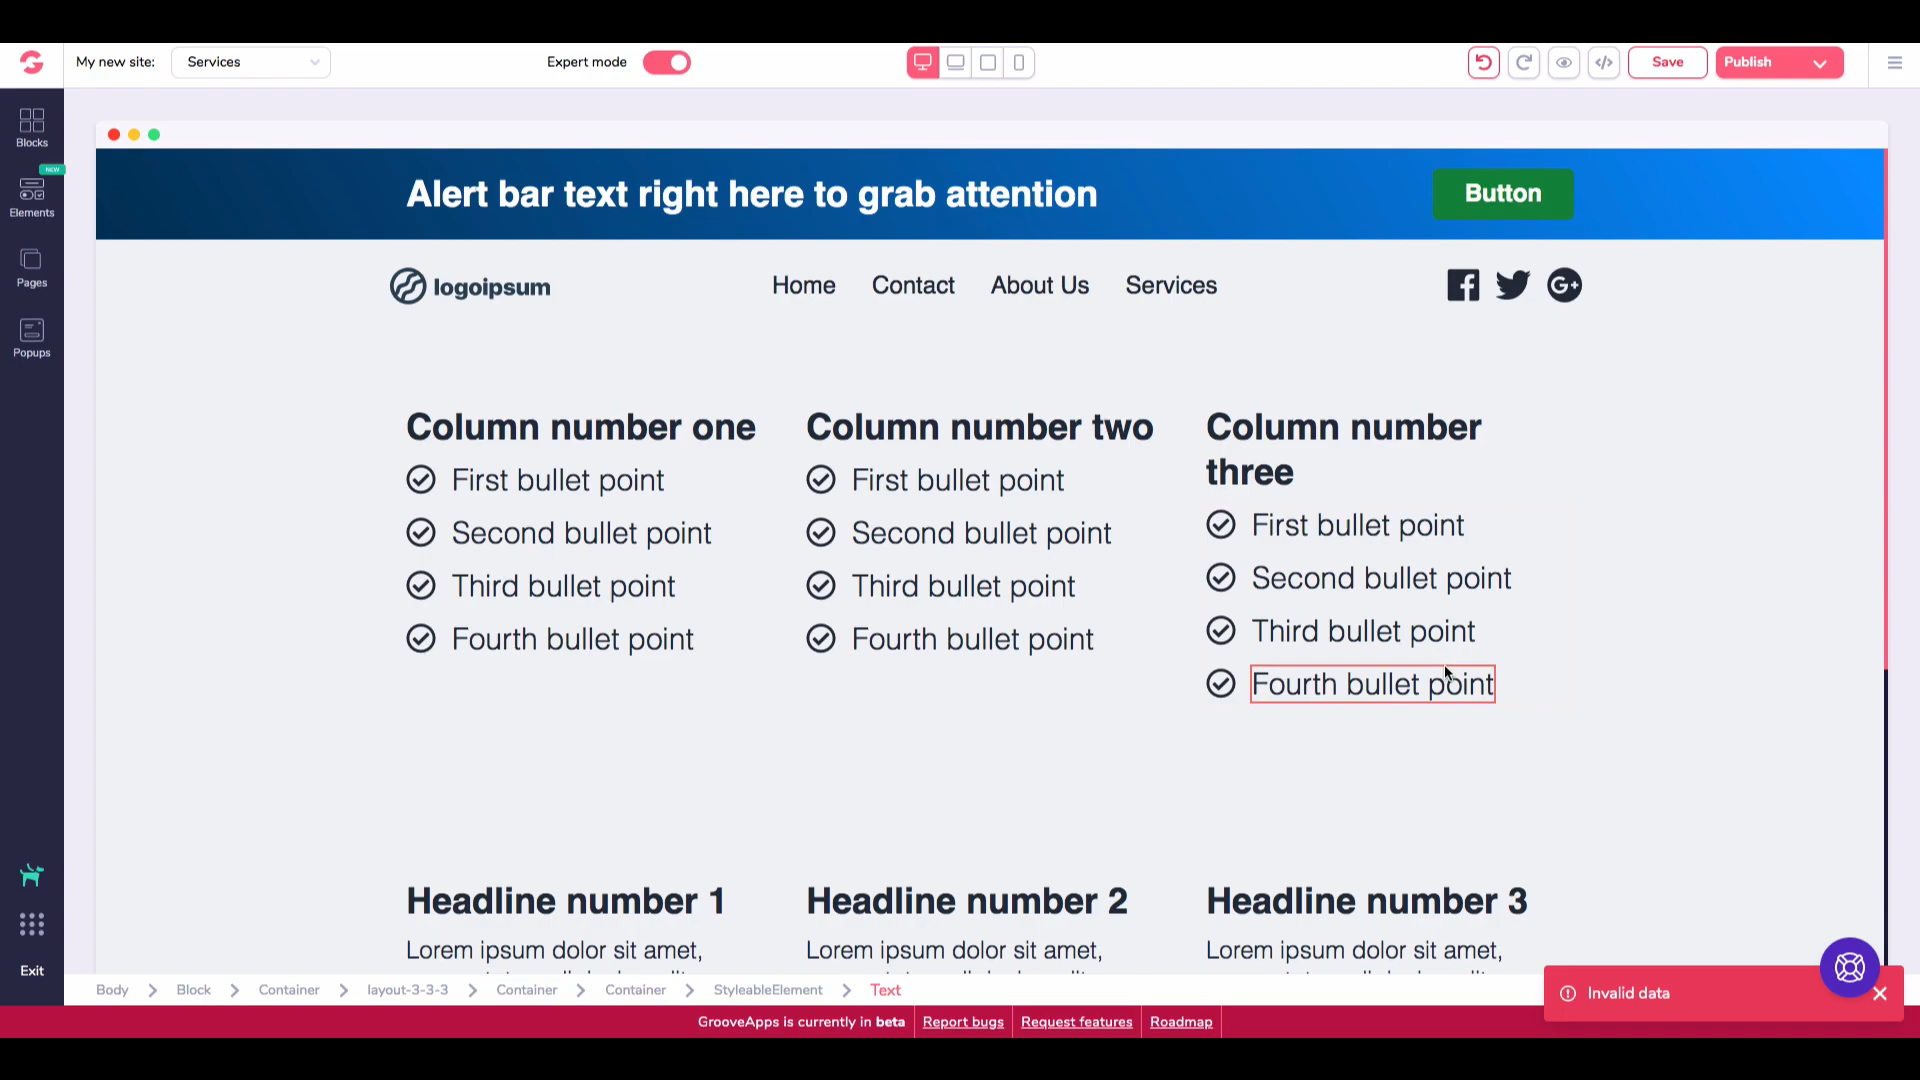 My new site:
Services
Expert mode
Save
Publish
Blocks
NEW
Elements
Pages
Popups
Exit
Alert bar text right here to grab attention
Button
logoipsum
Home
Contact
About Us
Services
Column number one
First bullet point
Second bullet point
Third bullet point
Fourth bullet point
Column number two
First bullet point
Second bullet point
Third bullet point
Fourth bullet point
Column number
three
First bullet point
Second bullet point
Third bullet point
Fourth bullet point
Headline number 1
Lorem ipsum dolor sit amet,
Headline number 2
Lorem ipsum dolor sit amet,
Headline number 3
Lorem ipsum dolor sit amet,
Body
Block
Container
layout-3-3-3
Container
Container
StyleableElement
Text
Invalid data
GrooveApps is currently in beta
Report bugs
Request features
Roadmap